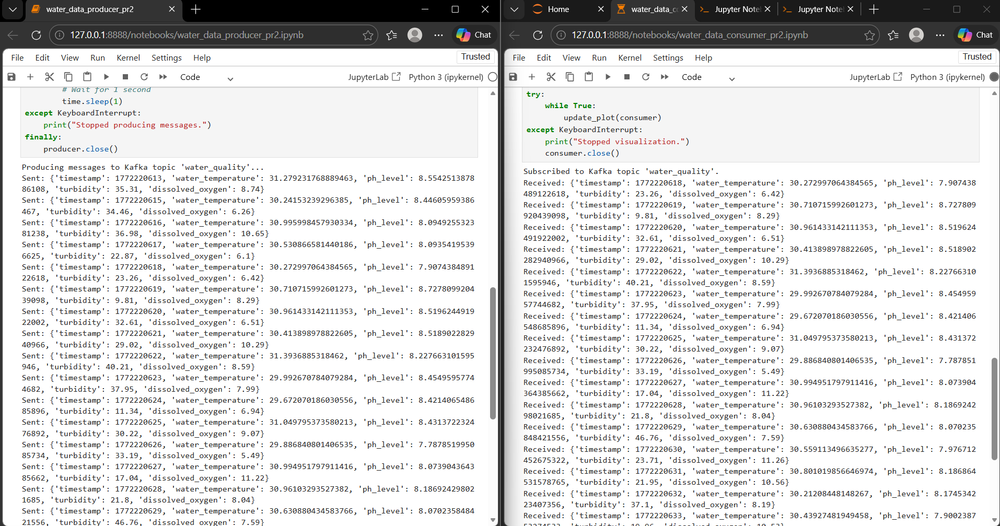 water_data_producer_pr2
127.0.0.1:8888/notebooks/water_data_producer_pr2.ipynb
Chat
File Edit View Run Kernel Settings Help Trusted
Code JupyterLab Python 3 (ipykernel)
# Wait for 1 second
time.sleep(1)
except KeyboardInterrupt:
print("Stopped producing messages.")
finally:
producer.close()
Producing messages to Kafka topic 'water_quality'...
Sent: {'timestamp': 1772220613, 'water_temperature': 31.279231768889463, 'ph_level': 8.5542513878
86108, 'turbidity': 35.31, 'dissolved_oxygen': 8.74}
Sent: {'timestamp': 1772220615, 'water_temperature': 30.24153239296385, 'ph_level': 8.44605959386
467, 'turbidity': 34.46, 'dissolved_oxygen': 6.26}
Sent: {'timestamp': 1772220616, 'water_temperature': 30.995998457930334, 'ph_level': 8.0949255323
81238, 'turbidity': 36.98, 'dissolved_oxygen': 10.65}
Sent: {'timestamp': 1772220617, 'water_temperature': 30.530866581440186, 'ph_level': 8.0935419539
6625, 'turbidity': 22.87, 'dissolved_oxygen': 6.1}
Sent: {'timestamp': 1772220618, 'water_temperature': 30.272997064384565, 'ph_level': 7.9074384891
22618, 'turbidity': 23.26, 'dissolved_oxygen': 6.42}
Sent: {'timestamp': 1772220619, 'water_temperature': 30.710715992601273, 'ph_level': 8.7278099204
39098, 'turbidity': 9.81, 'dissolved_oxygen': 8.29}
Sent: {'timestamp': 1772220620, 'water_temperature': 30.961433142111353, 'ph_level': 8.5196244919
22002, 'turbidity': 32.61, 'dissolved_oxygen': 6.51}
Sent: {'timestamp': 1772220621, 'water_temperature': 30.413898978822605, 'ph_level': 8.5189022829
40966, 'turbidity': 29.02, 'dissolved_oxygen': 10.29}
Sent: {'timestamp': 1772220622, 'water_temperature': 31.3936885318462, 'ph_level': 8.227663101595
946, 'turbidity': 40.21, 'dissolved_oxygen': 8.59}
Sent: {'timestamp': 1772220623, 'water_temperature': 29.992670784079284, 'ph_level': 8.4549595774
4682, 'turbidity': 37.95, 'dissolved_oxygen': 7.99}
Sent: {'timestamp': 1772220624, 'water_temperature': 29.672070186030556, 'ph_level': 8.4214065486
85896, 'turbidity': 11.34, 'dissolved_oxygen': 6.94}
Sent: {'timestamp': 1772220625, 'water_temperature': 31.049795373580213, 'ph_level': 8.4313722324
76892, 'turbidity': 30.22, 'dissolved_oxygen': 9.07}
Sent: {'timestamp': 1772220626, 'water_temperature': 29.886840801406535, 'ph_level': 7.7878519950
85734, 'turbidity': 33.19, 'dissolved_oxygen': 5.49}
Sent: {'timestamp': 1772220627, 'water_temperature': 30.994951797911416, 'ph_level': 8.0739043643
85662, 'turbidity': 17.04, 'dissolved_oxygen': 11.22}
Sent: {'timestamp': 1772220628, 'water_temperature': 30.96103293527382, 'ph_level': 8.18692429802
1685, 'turbidity': 21.8, 'dissolved_oxygen': 8.04}
Sent: {'timestamp': 1772220629, 'water_temperature': 30.630880434583766, 'ph_level': 8.0702358484
21556, 'turbidity': 46.76, 'dissolved_oxygen': 7.59}
Home water_data_c Jupyter Note Jupyter Note
127.0.0.1:8888/notebooks/water_data_consumer_pr2.ipynb
Chat
File Edit View Run Kernel Settings Help Trusted
Code JupyterLab Python 3 (ipykernel)
try:
while True:
update_plot(consumer)
except KeyboardInterrupt:
print("Stopped visualization.")
consumer.close()
Subscribed to Kafka topic 'water_quality'.
Received: {'timestamp': 1772220618, 'water_temperature': 30.272997064384565, 'ph_level': 7.907438
489122618, 'turbidity': 23.26, 'dissolved_oxygen': 6.42}
Received: {'timestamp': 1772220619, 'water_temperature': 30.710715992601273, 'ph_level': 8.727809
920439098, 'turbidity': 9.81, 'dissolved_oxygen': 8.29}
Received: {'timestamp': 1772220620, 'water_temperature': 30.961433142111353, 'ph_level': 8.519624
491922002, 'turbidity': 32.61, 'dissolved_oxygen': 6.51}
Received: {'timestamp': 1772220621, 'water_temperature': 30.413898978822605, 'ph_level': 8.518902
282940966, 'turbidity': 29.02, 'dissolved_oxygen': 10.29}
Received: {'timestamp': 1772220622, 'water_temperature': 31.3936885318462, 'ph_level': 8.22766310
1595946, 'turbidity': 40.21, 'dissolved_oxygen': 8.59}
Received: {'timestamp': 1772220623, 'water_temperature': 29.992670784079284, 'ph_level': 8.454959
57744682, 'turbidity': 37.95, 'dissolved_oxygen': 7.99}
Received: {'timestamp': 1772220624, 'water_temperature': 29.672070186030556, 'ph_level': 8.421406
548685896, 'turbidity': 11.34, 'dissolved_oxygen': 6.94}
Received: {'timestamp': 1772220625, 'water_temperature': 31.049795373580213, 'ph_level': 8.431372
232476892, 'turbidity': 30.22, 'dissolved_oxygen': 9.07}
Received: {'timestamp': 1772220626, 'water_temperature': 29.886840801406535, 'ph_level': 7.787851
995085734, 'turbidity': 33.19, 'dissolved_oxygen': 5.49}
Received: {'timestamp': 1772220627, 'water_temperature': 30.994951797911416, 'ph_level': 8.073904
364385662, 'turbidity': 17.04, 'dissolved_oxygen': 11.22}
Received: {'timestamp': 1772220628, 'water_temperature': 30.96103293527382, 'ph_level': 8.1869242
98021685, 'turbidity': 21.8, 'dissolved_oxygen': 8.04}
Received: {'timestamp': 1772220629, 'water_temperature': 30.630880434583766, 'ph_level': 8.070235
848421556, 'turbidity': 46.76, 'dissolved_oxygen': 7.59}
Received: {'timestamp': 1772220630, 'water_temperature': 30.559113496635277, 'ph_level': 7.976712
452675322, 'turbidity': 23.71, 'dissolved_oxygen': 11.26}
Received: {'timestamp': 1772220631, 'water_temperature': 30.801019856646974, 'ph_level': 8.186864
531578765, 'turbidity': 21.95, 'dissolved_oxygen': 10.56}
Received: {'timestamp': 1772220632, 'water_temperature': 30.21208448148267, 'ph_level': 8.1745342
23407356, 'turbidity': 37.1, 'dissolved_oxygen': 8.19}
Received: {'timestamp': 1772220633, 'water_temperature': 30.43927481949458, 'ph_level': 7.9002387